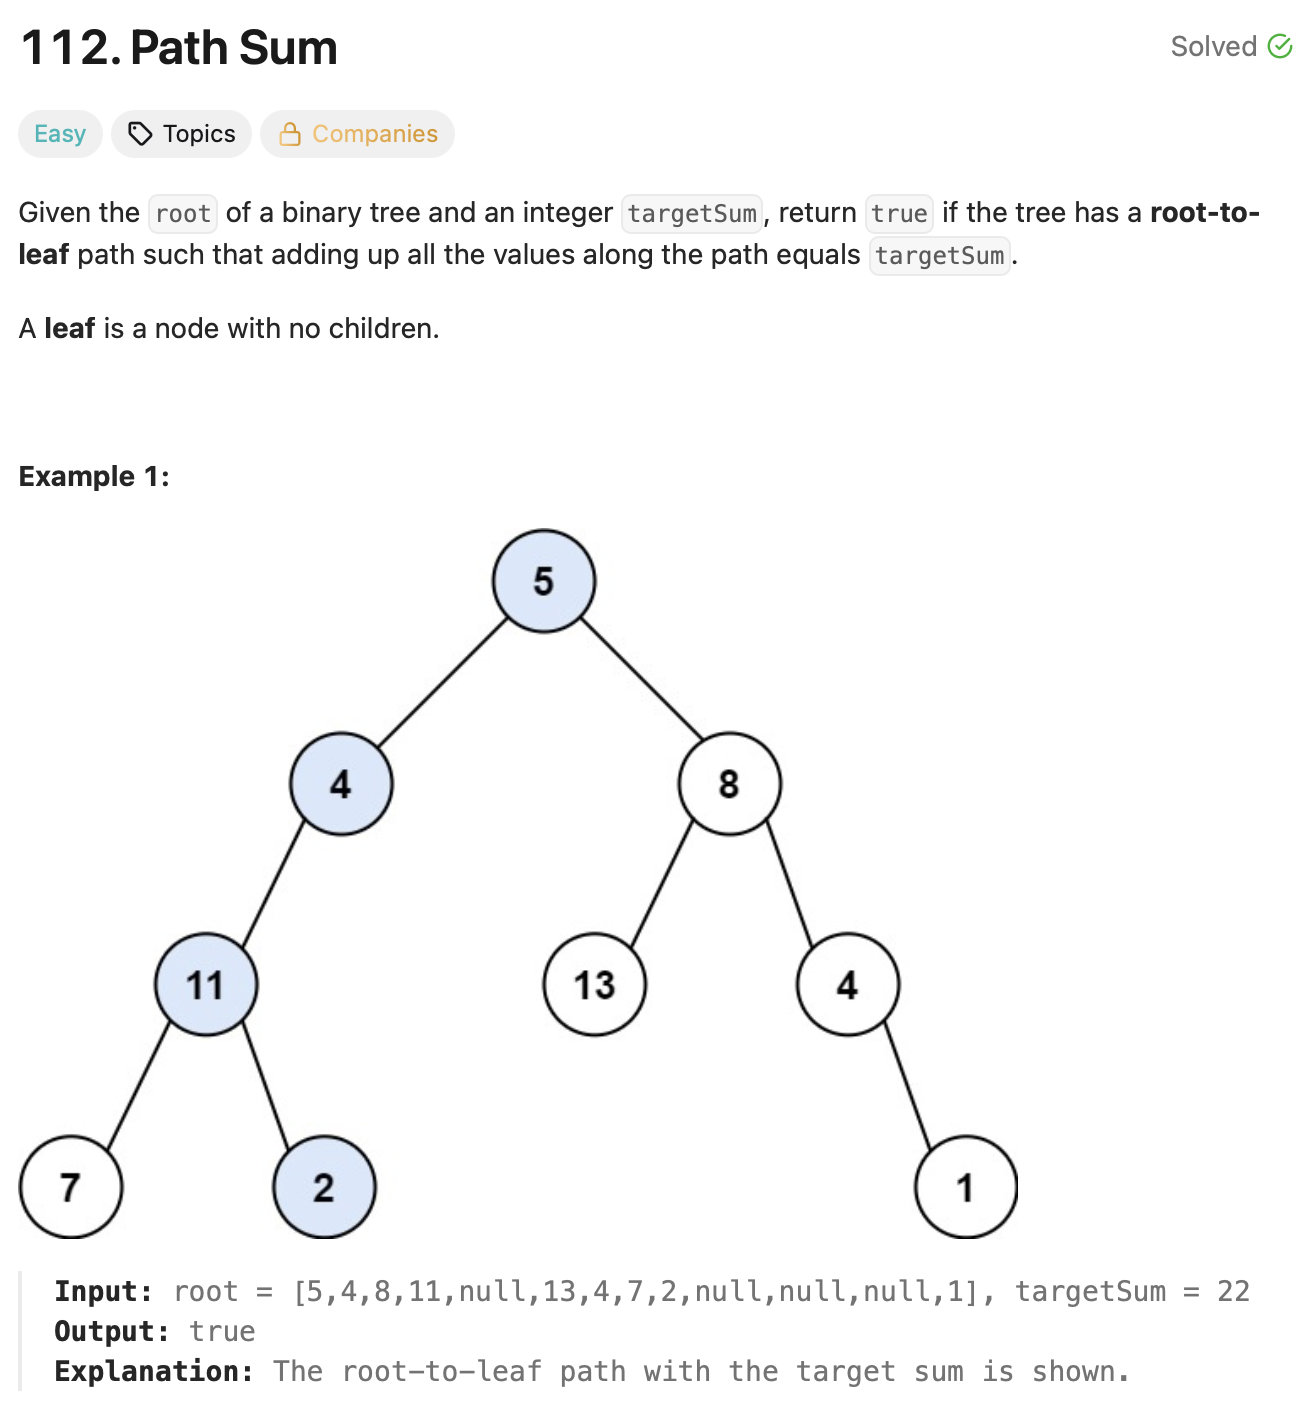 112. Path Sum
Solved
Easy
Topics
Companies
Given the root of a binary tree and an integer targetSum, return true if the tree has a root-to-
leaf path such that adding up all the values along the path equals targetSum.
A leaf is a node with no children.
Example 1:
5
4
8
11
13
4
7
2
1
Input: root = [5,4,8,11,null,13,4,7,2,null,null,null,1], targetSum = 22
Output: true
Explanation: The root-to-leaf path with the target sum is shown.